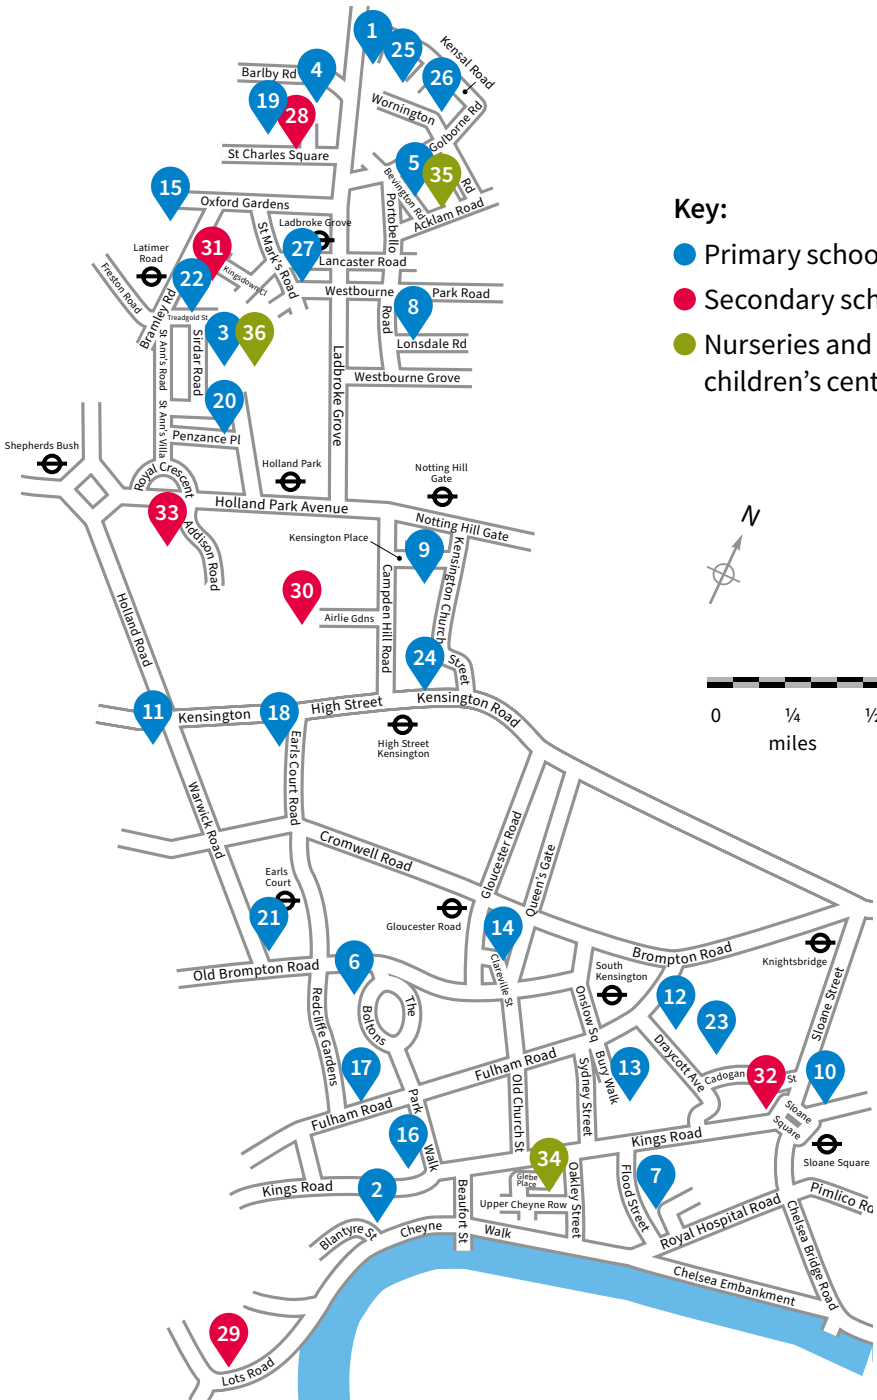 1
25
Kensal Road
Barlby Rd
4
26
19
28
Wornington
Golborne Rd
St Charles Square
5
35
Rd
Bevington Rd
15
Oxford Gardens
Portobello
Acklam Road
Ladbroke Grove
St Mark's Road
31
27
Latimer
Road
Lancaster Road
22
Kingsdown Cl
Freston Road
Westbourne
Park Road
Bramley Rd
Treadgold St
8
3
36
Road
Lonsdale Rd
St Ann's Road
Sirdar Road
Ladbroke Grove
Westbourne Grove
20
St Ann's Villa
Penzance Pl
Shepherds Bush
Royal Crescent
Holland Park
Notting Hill
Gate
33
Holland Park Avenue
Addison Road
Notting Hill Gate
Kensington Place
9
Kensington Church
Street
30
Airlie Gdns
Campden Hill Road
Holland Road
24
11
Kensington
18
High Street
Kensington Road
High Street
Kensington
Earls Court Road
Warwick Road
Cromwell Road
Gloucester Road
Queen's Gate
Earls
Court
21
Gloucester Road
14
Brompton Road
Knightsbridge
Old Brompton Road
6
Clareville St
South
Kensington
Sloane Street
12
The
Boltons
Onslow Sq
23
Redcliffe Gardens
Draycott Ave
17
Fulham Road
Bury Walk
13
Cadogan
32
St
10
Old Church St
Sydney Street
Sloane
Square
Fulham Road
Park
Walk
16
Kings Road
Sloane Square
34
Glebe
Place
Oakley Street
Flood Street
7
Kings Road
2
Beaufort St
Upper Cheyne Row
Pimlico Rd
Royal Hospital Road
Chelsea Bridge Road
Blantyre St
Cheyne
Walk
Chelsea Embankment
29
Lots Road
Key:
Primary schoo
Secondary sch
Nurseries and
children's cent
N
0
¼
½
miles